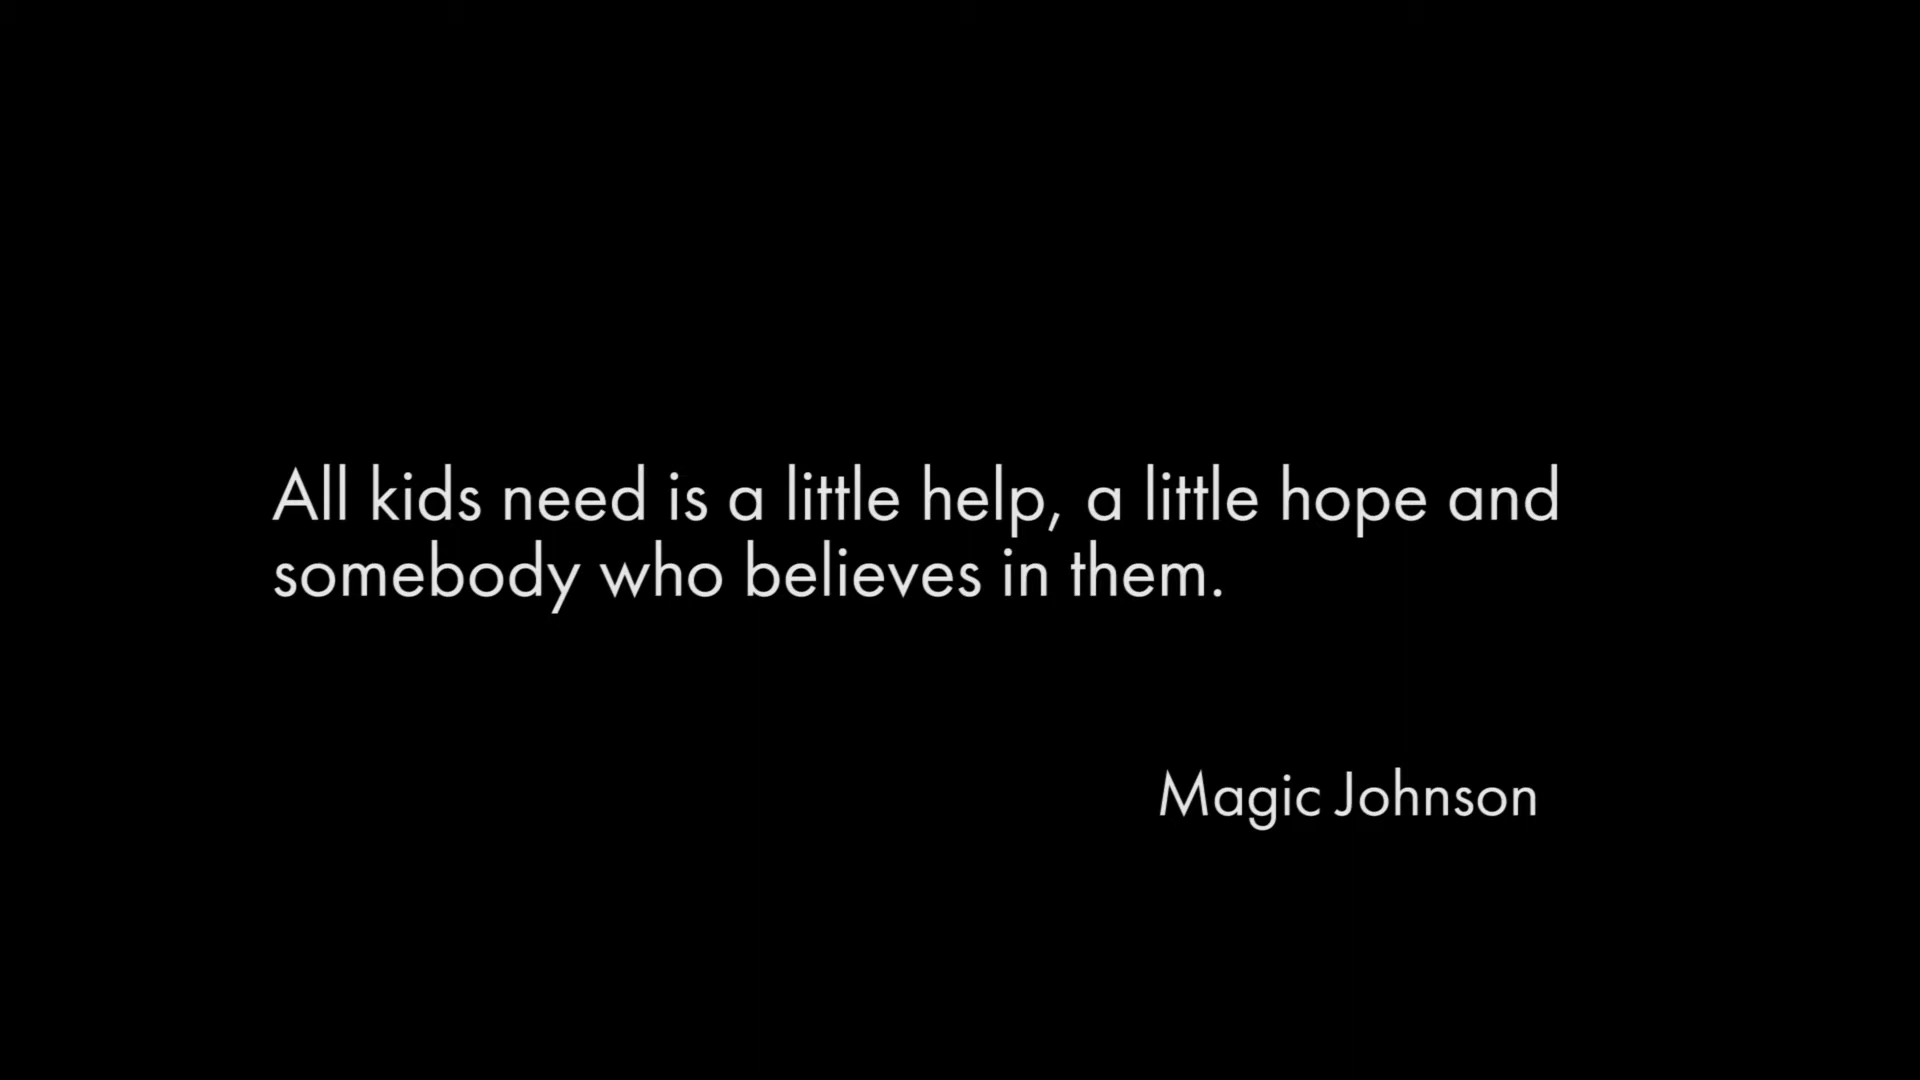 All kids need is a little help, a little hope and
somebody who believes in them.
Magic Johnson